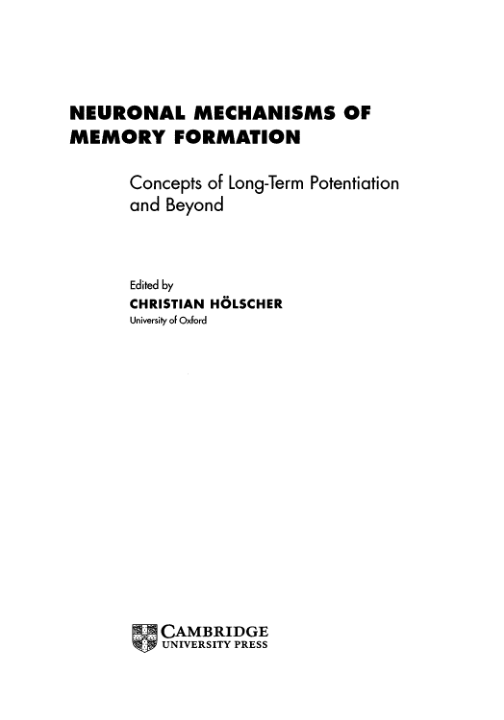 NEURONAL MECHANISMS OF
MEMORY FORMATION
Concepts of Long-Term Potentiation
and Beyond
Edited by
CHRISTIAN HÖLSCHER
University of Oxford
CAMBRIDGE
UNIVERSITY PRESS